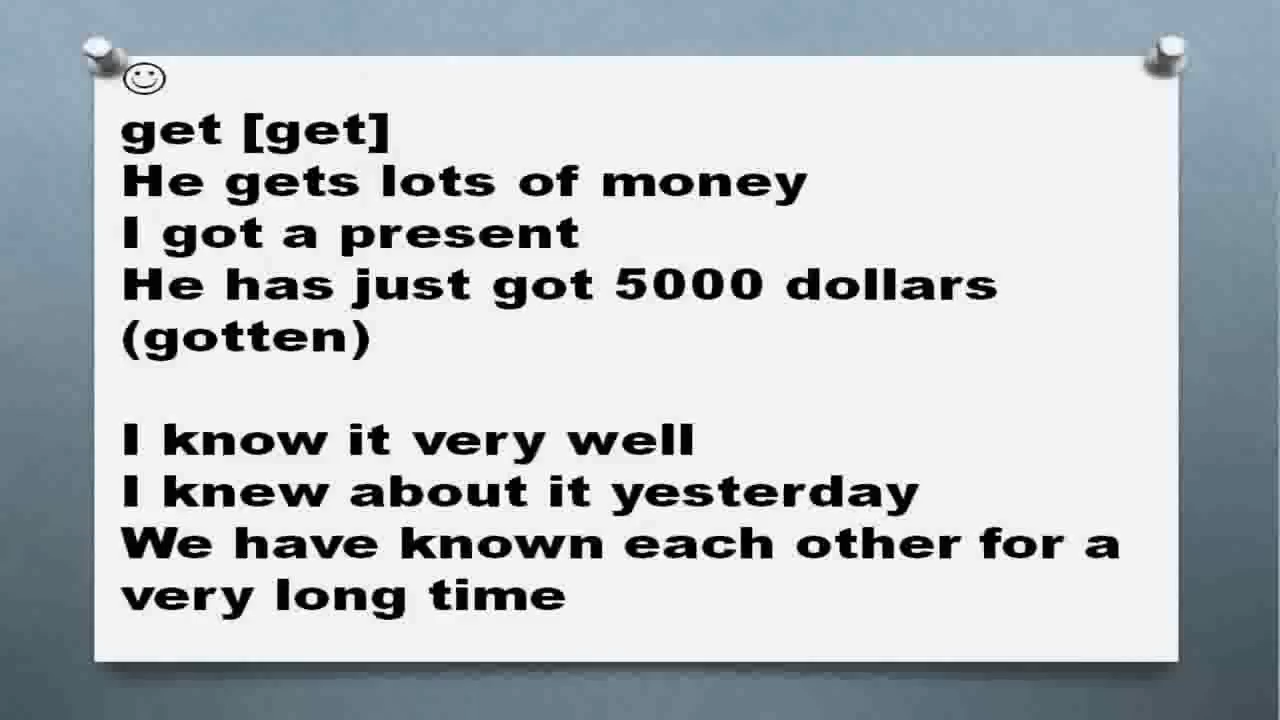 get [get]
He gets lots of money
I got a present
He has just got 5000 dollars
(gotten)
I know it very well
I knew about it yesterday
We have known each other for a
very long time